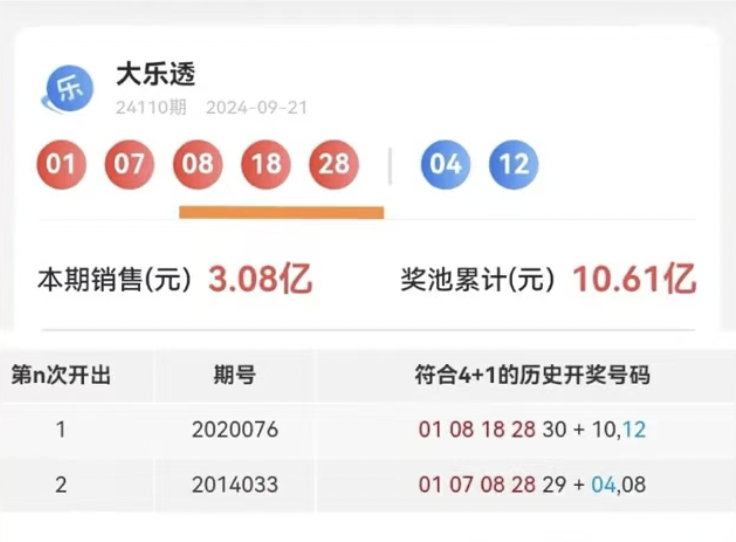 乐 大乐透
24110期 2024-09-21
01 07 08 18 28 04 12
本期销售(元) 3.08亿 奖池累计(元) 10.61亿
第n次开出 期号 符合4+1的历史开奖号码
1 2020076 01 08 18 28 30 + 10,12
2 2014033 01 07 08 28 29 + 04,08